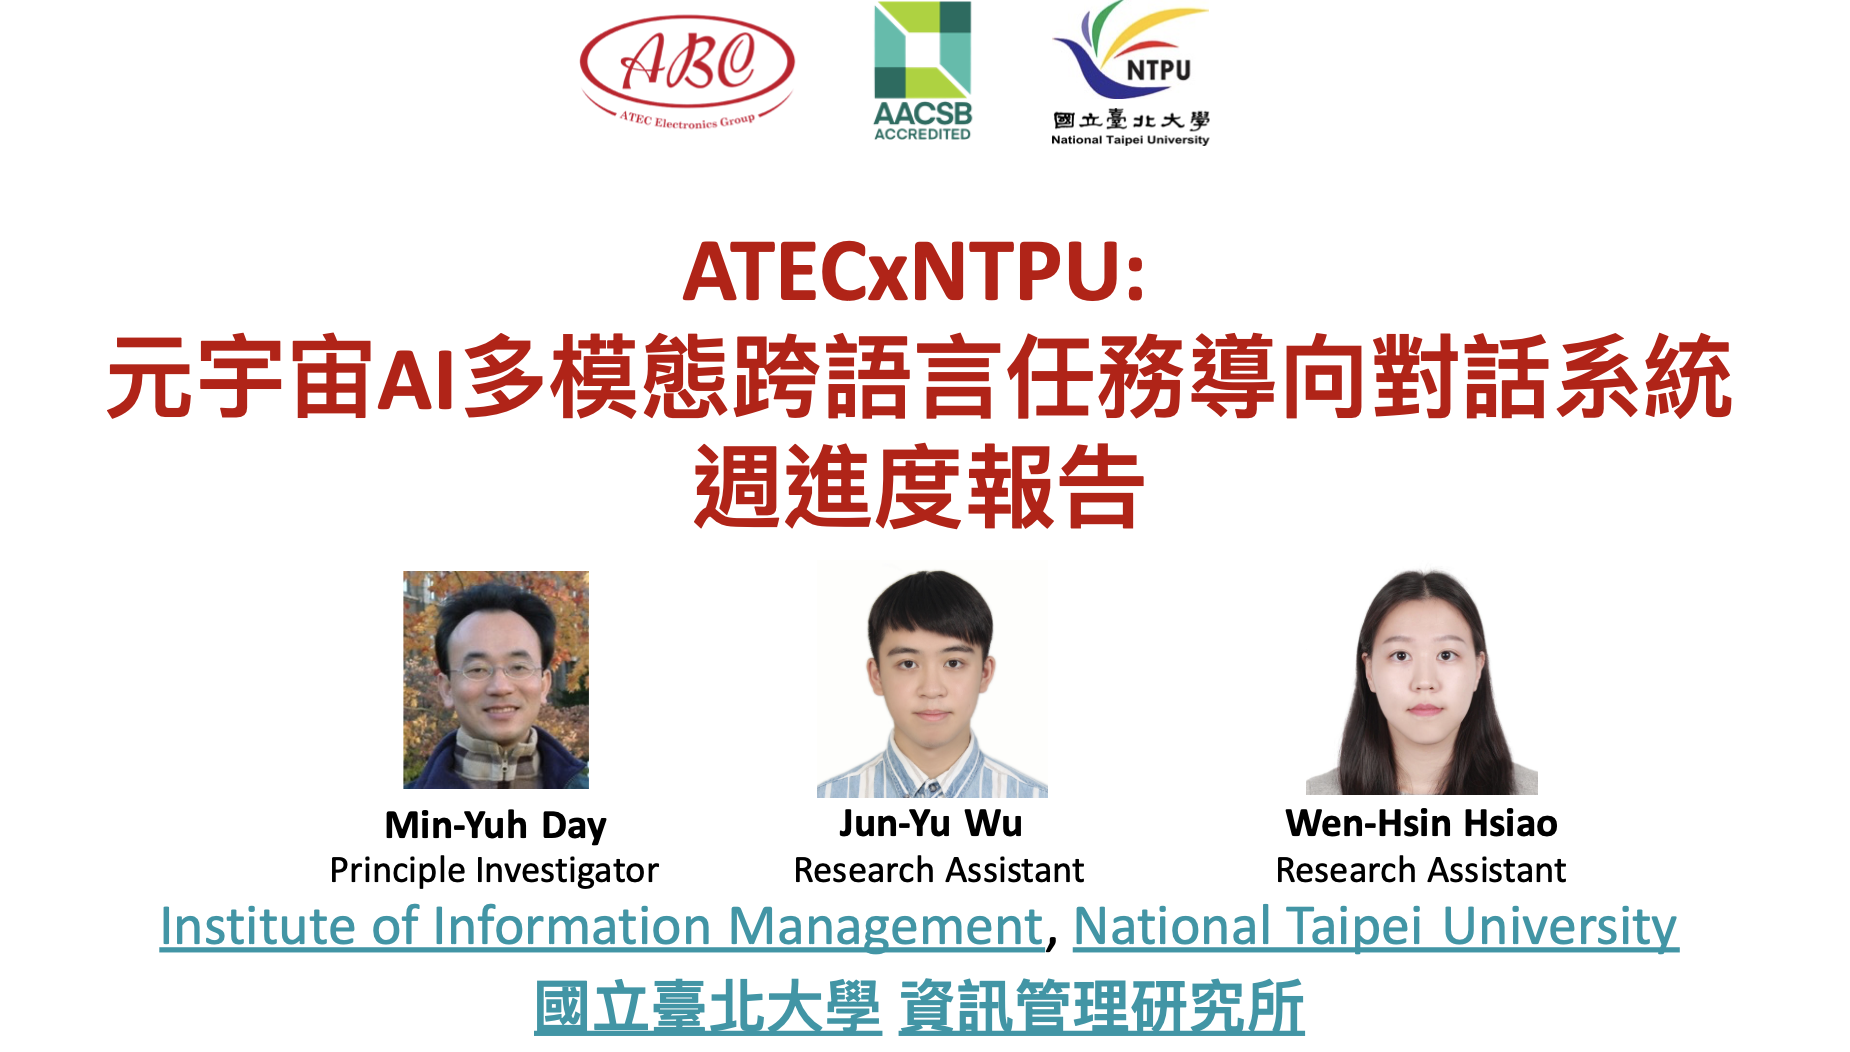 ABC
ATEC Electronics Group
AACSB
ACCREDITED
NTPU
國立臺北大學
National Taipei University
ATECxNTPU:
元宇宙AI多模態跨語言任務導向對話系統
週進度報告
Min-Yuh Day
Principle Investigator
Jun-Yu Wu
Research Assistant
Wen-Hsin Hsiao
Research Assistant
Institute of Information Management, National Taipei University
國立臺北大學 資訊管理研究所